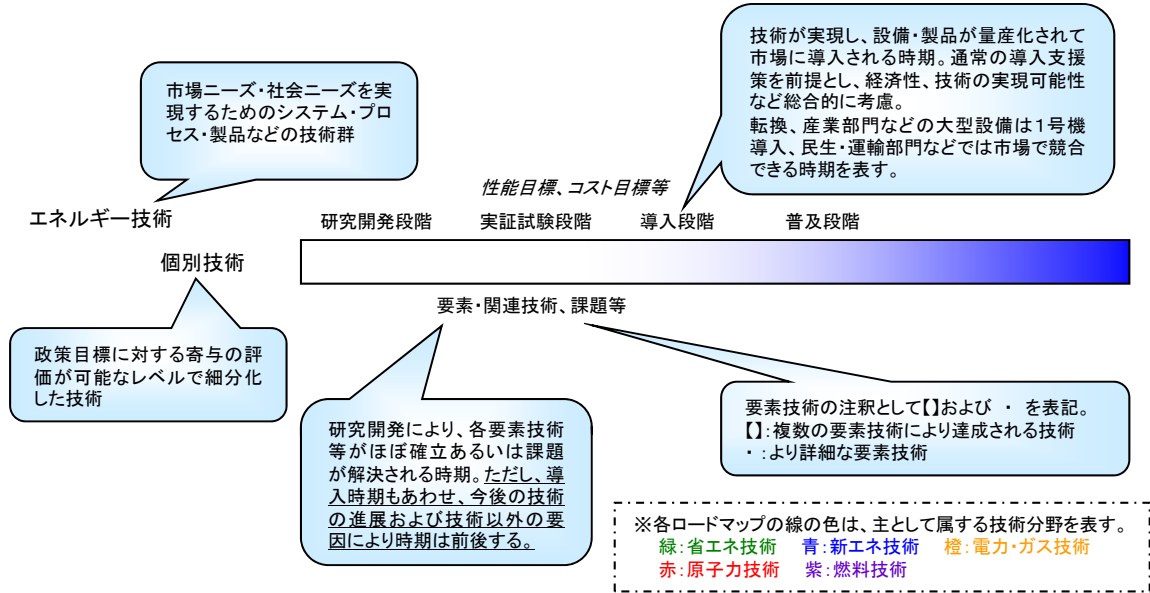 技術が実現し、設備・製品が量産化されて
市場に導入される時期。通常の導入支援
策を前提とし、経済性、技術の実現可能性
など総合的に考慮。
転換、産業部門などの大型設備は１号機
導入、民生・運輸部門などでは市場で競合
できる時期を表す。
市場ニーズ・社会ニーズを実
現するためのシステム・プロ
セス・製品などの技術群
性能目標、コスト目標等
エネルギー技術
研究開発段階
実証試験段階
導入段階
普及段階
個別技術
要素・関連技術、課題等
政策目標に対する寄与の評
価が可能なレベルで細分化
した技術
研究開発により、各要素技術
等がほぼ確立あるいは課題
が解決される時期。ただし、導
入時期もあわせ、今後の技術
の進展および技術以外の要
因により時期は前後する。
要素技術の注釈として【】および ・ を表記。
【】：複数の要素技術により達成される技術
・：より詳細な要素技術
※各ロードマップの線の色は、主として属する技術分野を表す。
緑：省エネ技術 青：新エネ技術 橙：電力・ガス技術
赤：原子力技術 紫：燃料技術